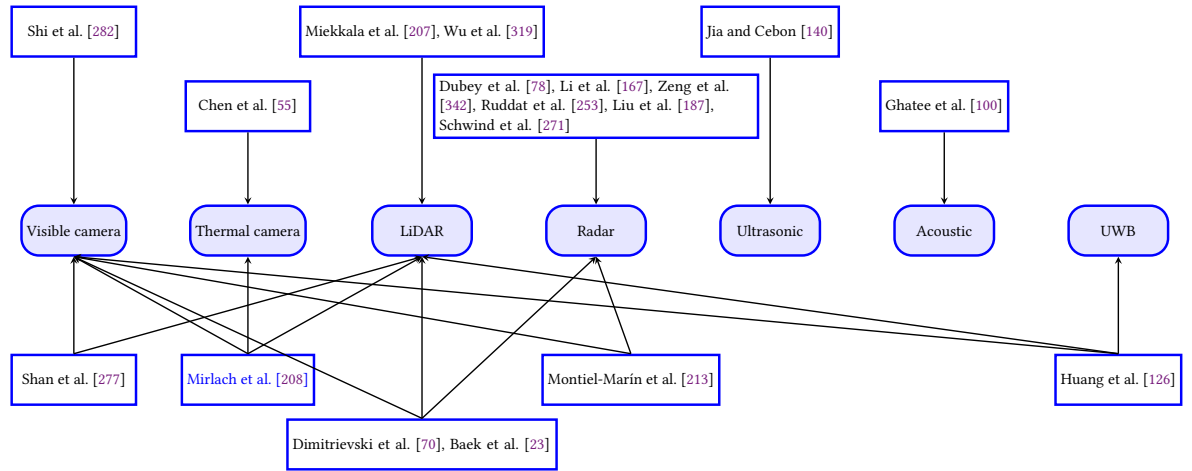 Shi et al. [282]
Miekkala et al. [207], Wu et al. [319]
Jia and Cebon [140]
Chen et al. [55]
Dubey et al. [78], Li et al. [167], Zeng et al.
[342], Ruddat et al. [253], Liu et al. [187],
Schwind et al. [271]
Ghatee et al. [100]
Visible camera
Thermal camera
LiDAR
Radar
Ultrasonic
Acoustic
UWB
Shan et al. [277]
Mirlach et al. [208]
Montiel-Marín et al. [213]
Huang et al. [126]
Dimitrievski et al. [70], Baek et al. [23]